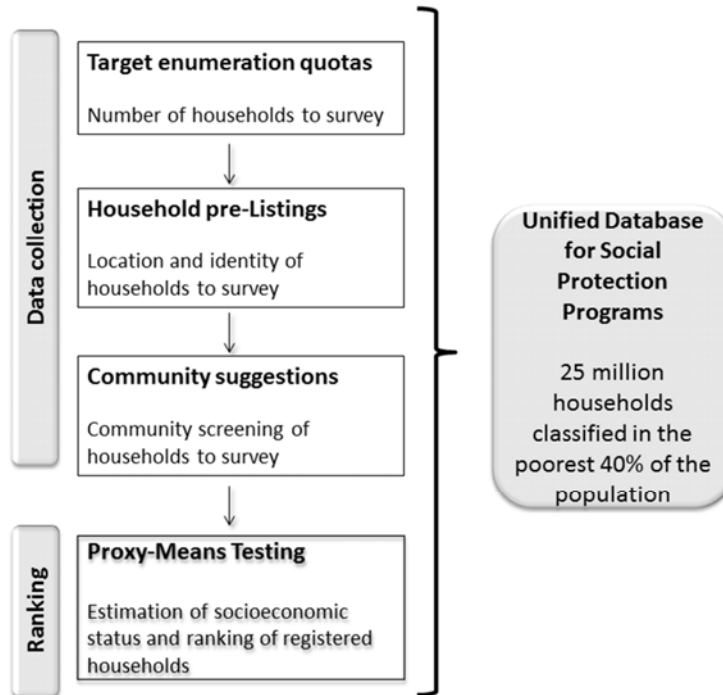 Data collection
Target enumeration quotas
Number of households to survey
Household pre-Listings
Location and identity of
households to survey
Community suggestions
Community screening of
households to survey
Ranking
Proxy-Means Testing
Estimation of socioeconomic
status and ranking of registered
households
Unified Database
for Social
Protection
Programs
25 million
households
classified in the
poorest 40% of the
population